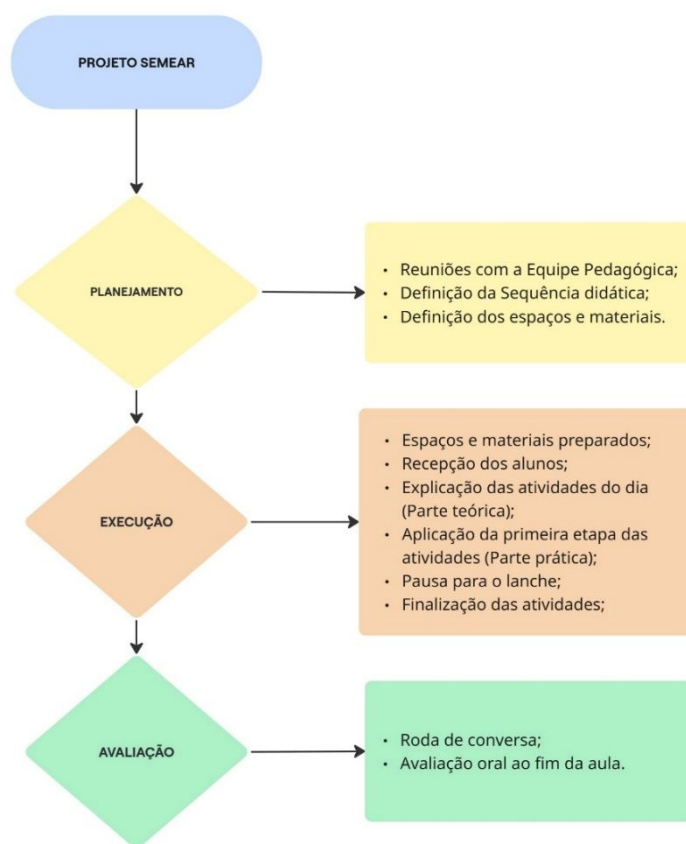 PROJETO SEMEAR
PLANEJAMENTO
• Reuniões com a Equipe Pedagógica;
• Definição da Sequência didática;
• Definição dos espaços e materiais.
EXECUÇÃO
• Espaços e materiais preparados;
• Recepção dos alunos;
• Explicação das atividades do dia
(Parte teórica);
• Aplicação da primeira etapa das
atividades (Parte prática);
• Pausa para o lanche;
• Finalização das atividades;
AVALIAÇÃO
• Roda de conversa;
• Avaliação oral ao fim da aula.